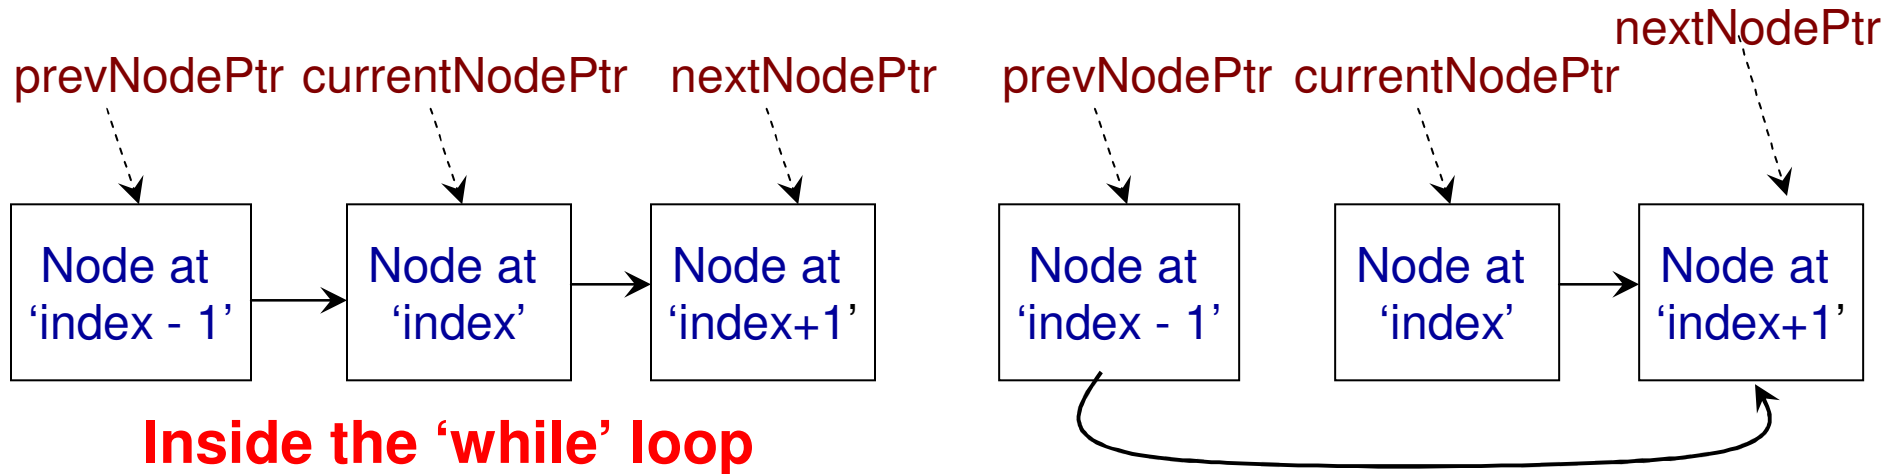 nextNodePtr
prevNodePtr currentNodePtr nextNodePtr prevNodePtr currentNodePtr
Node at Node at Node at Node at Node at Node at
‘index - 1’ ‘index’ ‘index+1’ ‘index - 1’ ‘index’ ‘index+1’
Inside the ‘while’ loop